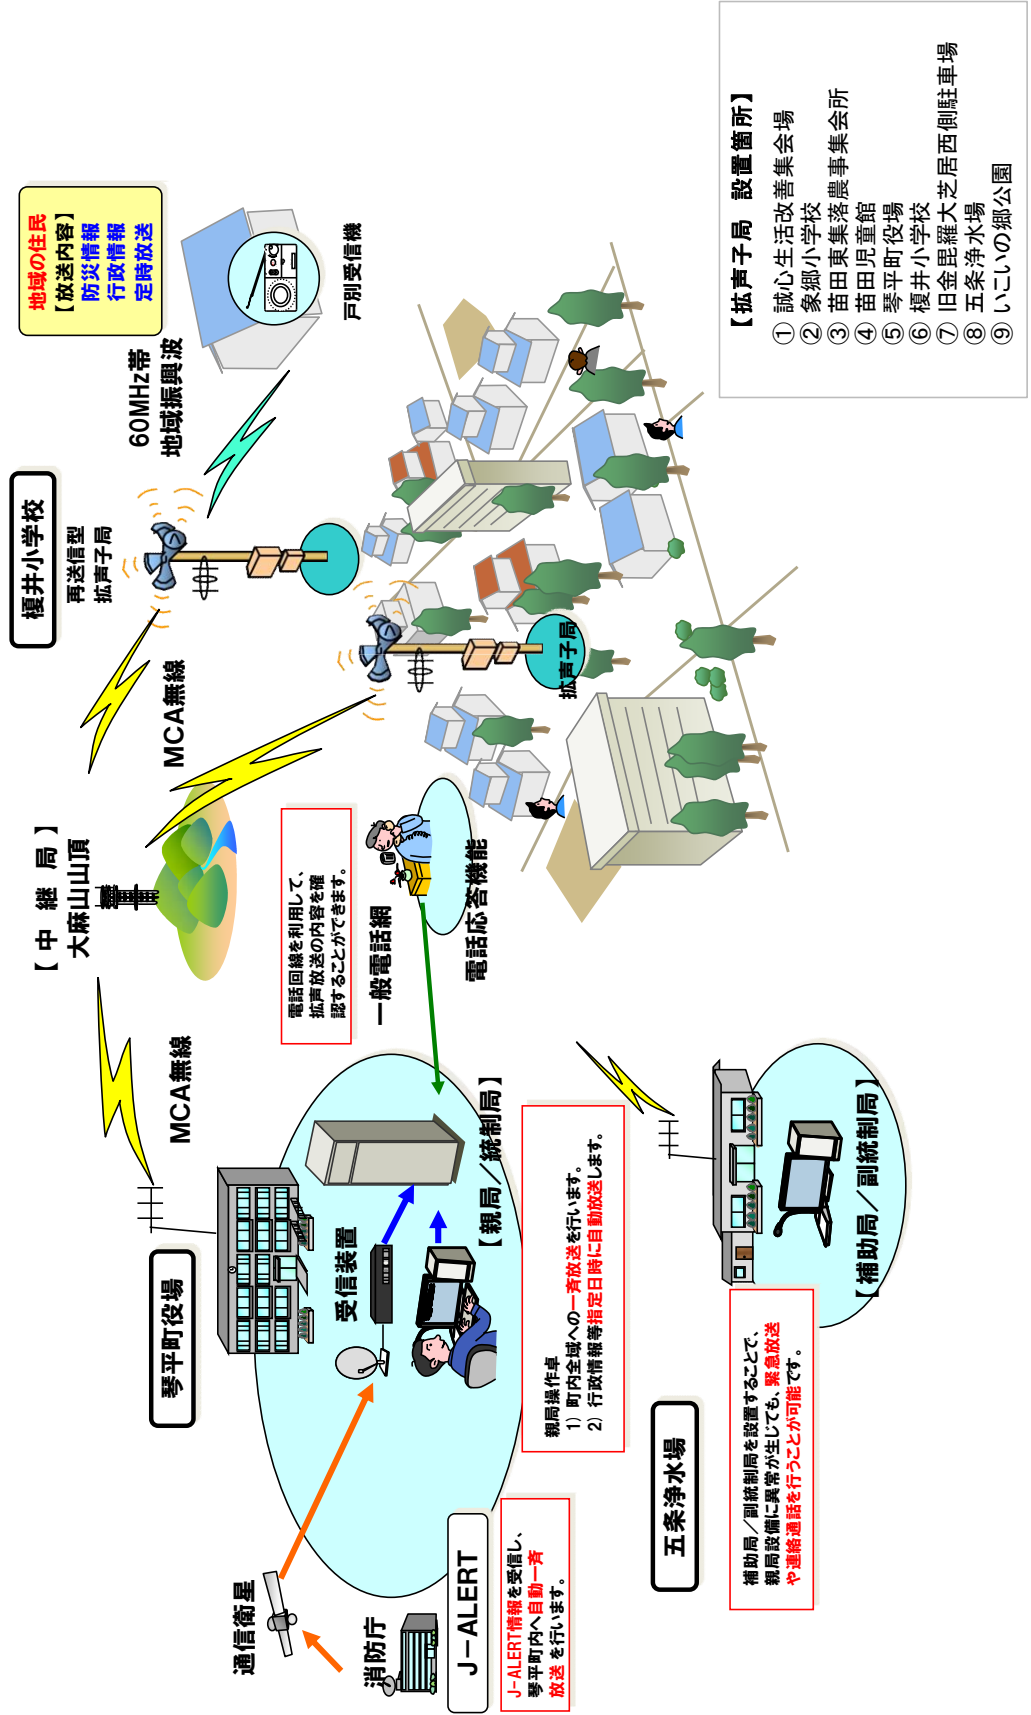 通信衛星
消防庁
J－ALERT
J－ALERT情報を受信し、
琴平町内へ自動一斉
放送 を行います。
琴平町役場
受信装置
【親局／統制局】
親局操作卓
1）町内全域への一斉放送を行います。
2）行政情報等指定日時に自動放送します。
五条浄水場
補助局／副統制局を設置することで、
親局設備に異常が生じても、緊急放送
や連絡通話を行うことが可能です。
【補助局／副統制局】
MCA無線
【 中 継 局 】
大麻山山頂
電話回線を利用して、
拡声放送の内容を確
認することができます。
一般電話網
電話応答機能
MCA無線
榎井小学校
再送信型
拡声子局
拡声子局
60MHz帯
地域振興波
地域の住民
【放送内容】
防災情報
行政情報
定時放送
戸別受信機
【拡声子局　設置箇所】
① 誠心生活改善集会場
② 象郷小学校
③ 苗田東集落農事集会所
④ 苗田児童館
⑤ 琴平町役場
⑥ 榎井小学校
⑦ 旧金毘羅大芝居西側駐車場
⑧ 五条浄水場
⑨ いこいの郷公園